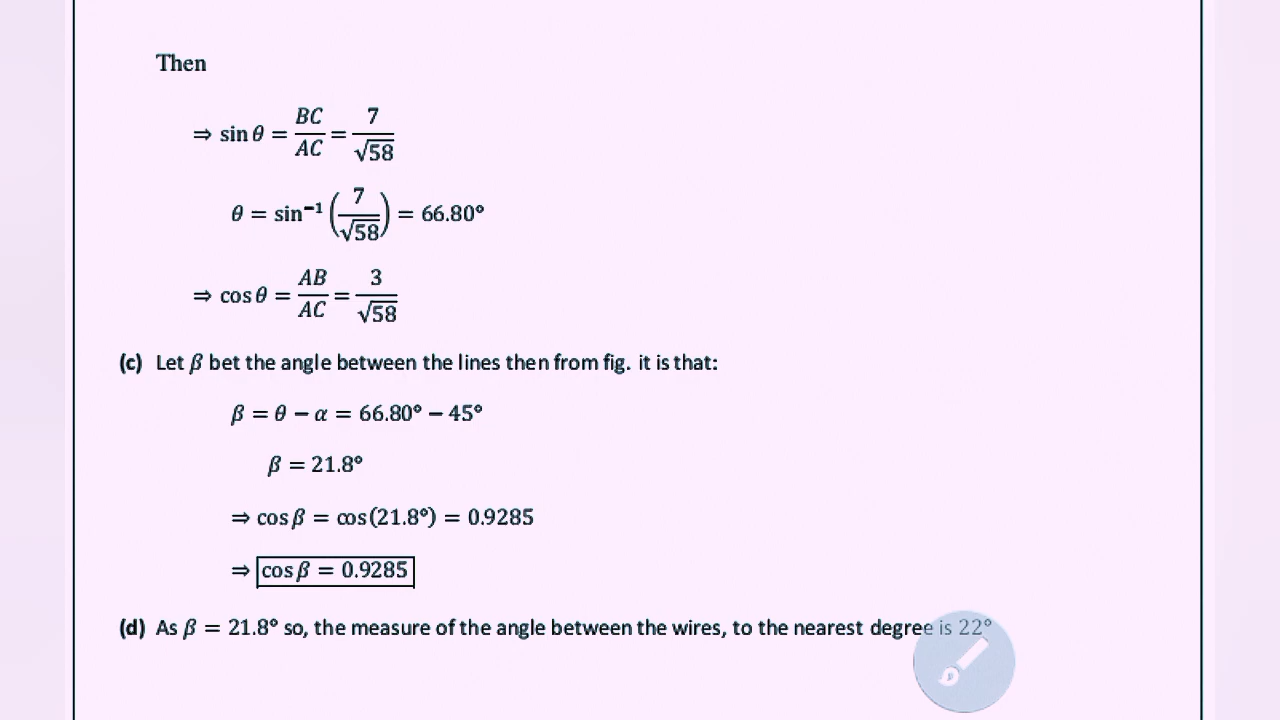 Then
⇒ sin θ = BC/AC = 7/√58
θ = sin⁻¹(7/√58) = 66.80°
⇒ cos θ = AB/AC = 3/√58
(c) Let β bet the angle between the lines then from fig. it is that:
β = θ − α = 66.80° − 45°
β = 21.8°
⇒ cos β = cos(21.8°) = 0.9285
⇒ cos β = 0.9285
(d) As β = 21.8° so, the measure of the angle between the wires, to the nearest degree is 22°